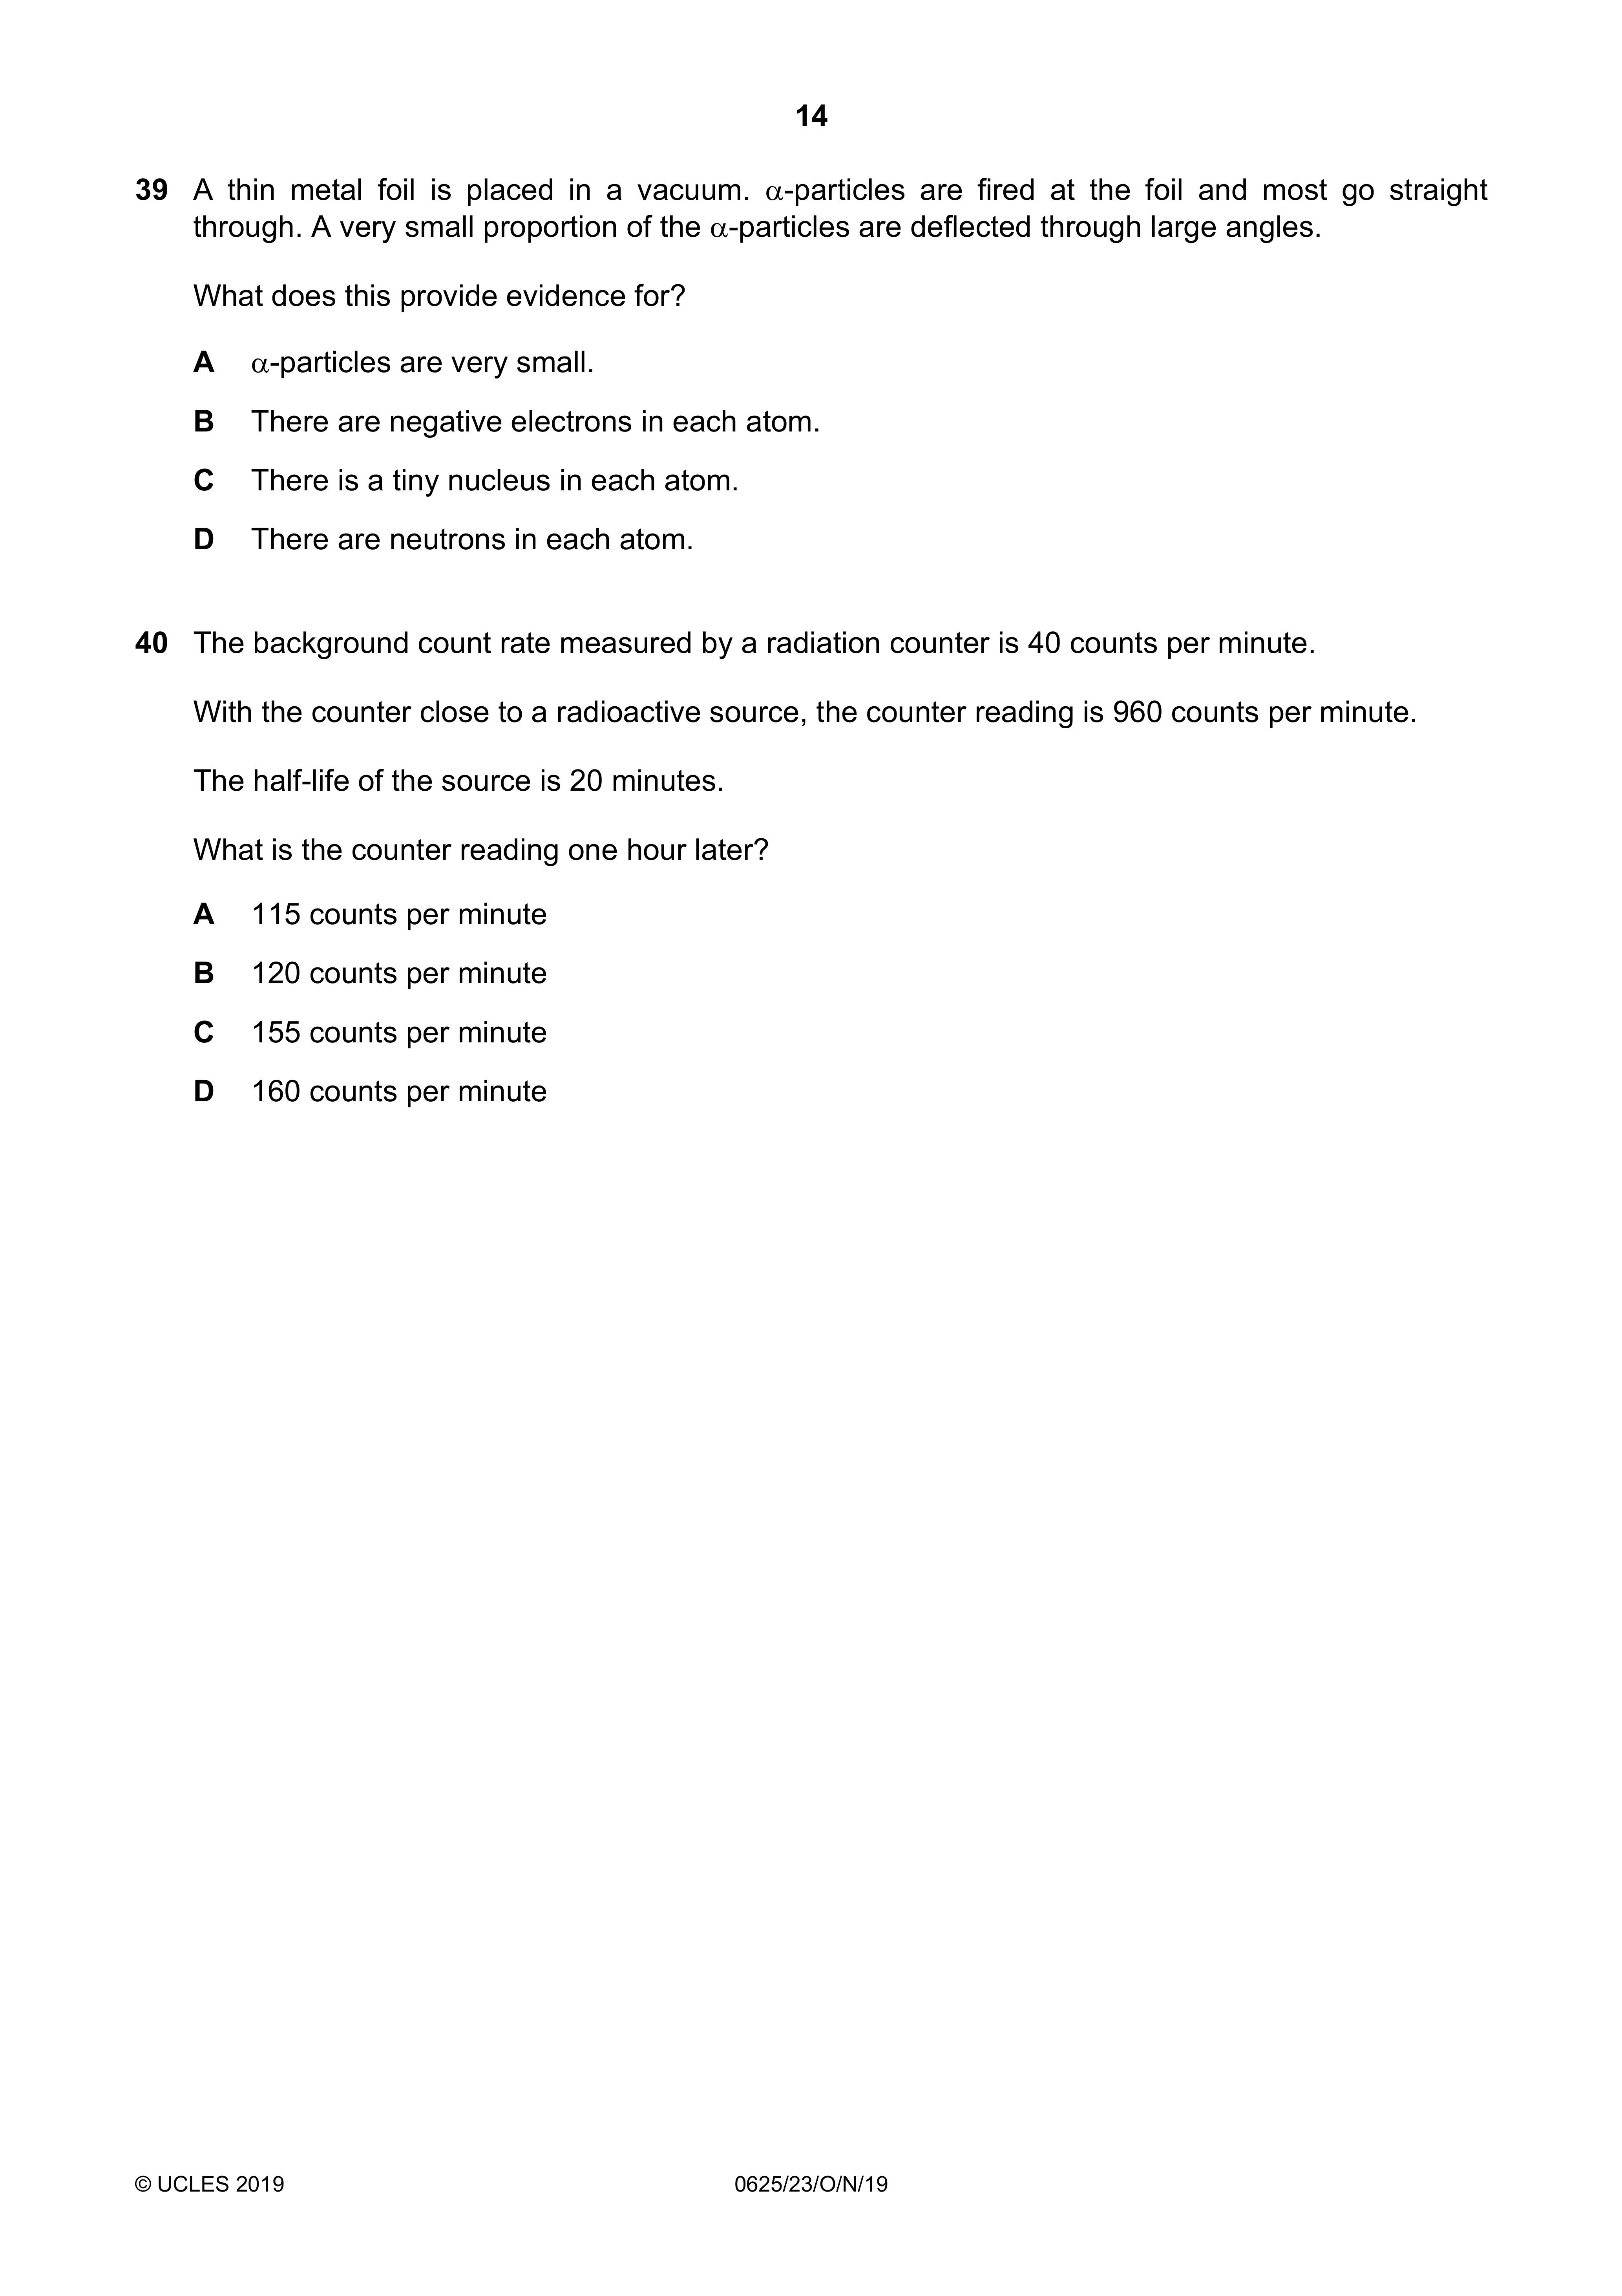 14
39 A thin metal foil is placed in a vacuum. α-particles are fired at the foil and most go straight
through. A very small proportion of the α-particles are deflected through large angles.
What does this provide evidence for?
A α-particles are very small.
B There are negative electrons in each atom.
C There is a tiny nucleus in each atom.
D There are neutrons in each atom.
40 The background count rate measured by a radiation counter is 40 counts per minute.
With the counter close to a radioactive source, the counter reading is 960 counts per minute.
The half-life of the source is 20 minutes.
What is the counter reading one hour later?
A 115 counts per minute
B 120 counts per minute
C 155 counts per minute
D 160 counts per minute
© UCLES 2019 0625/23/O/N/19